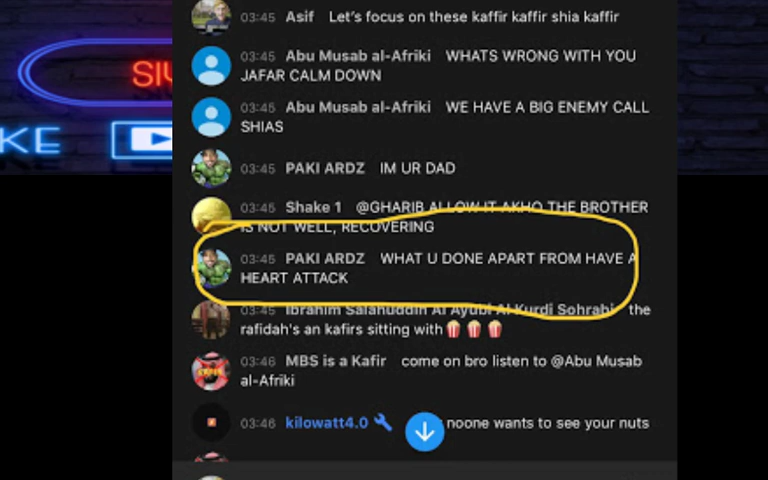 SIV
KE
03:45 Asif Let's focus on these kaffir kaffir shia kaffir
03:45 Abu Musab al-Afriki WHATS WRONG WITH YOU
JAFAR CALM DOWN
03:45 Abu Musab al-Afriki WE HAVE A BIG ENEMY CALL
SHIAS
03:45 PAKI ARDZ IM UR DAD
03:45 Shake 1 @GHARIB ALLOW IT AKHO THE BROTHER
IS NOT WELL, RECOVERING
03:45 PAKI ARDZ WHAT U DONE APART FROM HAVE A
HEART ATTACK
03:45 Ibrahim Salahuddin Al Ayubi Al Kurdi Sohrabi the
rafidah's an kafirs sitting with🍿🍿🍿
03:46 MBS is a Kafir come on bro listen to @Abu Musab
al-Afriki
03:46 kilowatt4.0 noone wants to see your nuts